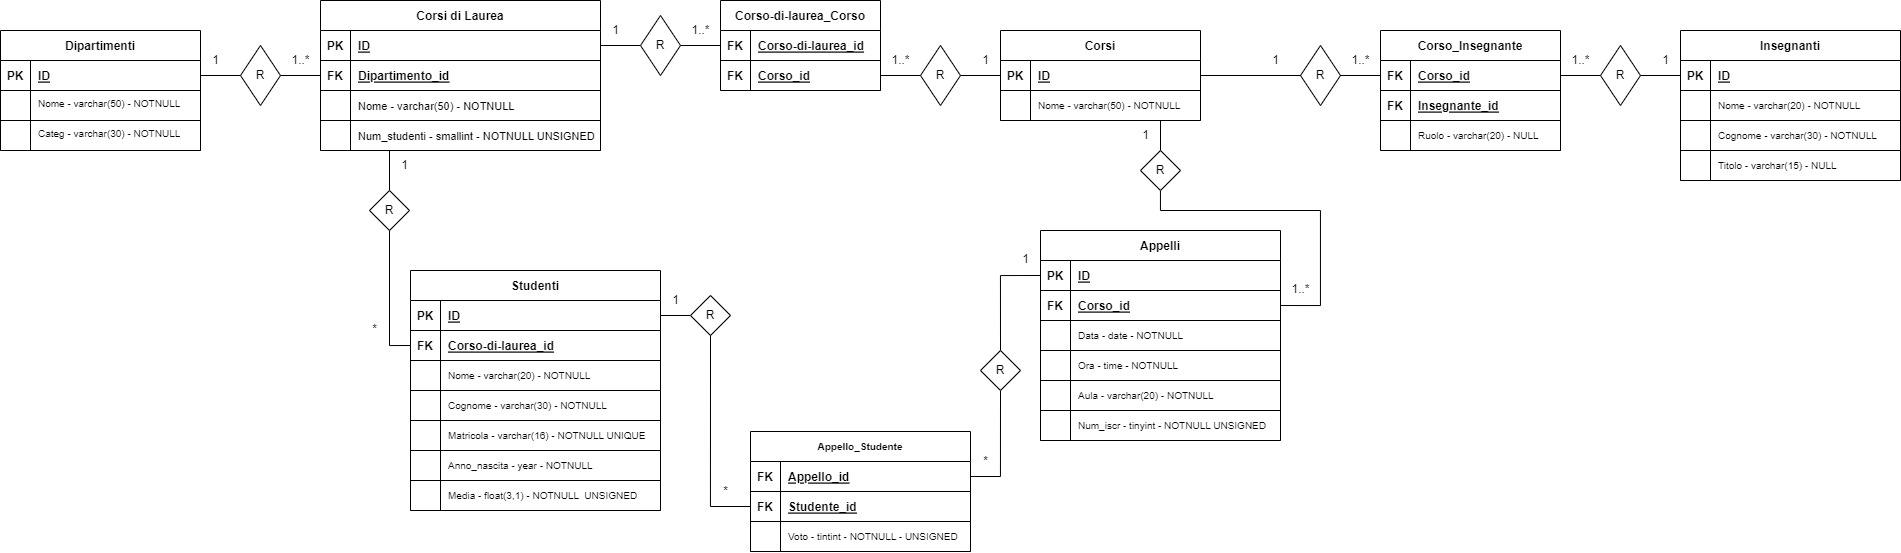 Dipartimenti
PK ID
Nome - varchar(50) - NOTNULL
Categ - varchar(30) - NOTNULL
1
R
1..*
Corsi di Laurea
PK ID
FK Dipartimento_id
Nome - varchar(50) - NOTNULL
Num_studenti - smallint - NOTNULL UNSIGNED
1
R
1..*
Corso-di-laurea_Corso
FK Corso-di-laurea_id
FK Corso_id
1..*
R
1
Corsi
PK ID
Nome - varchar(50) - NOTNULL
1
R
1..*
Corso_Insegnante
FK Corso_id
FK Insegnante_id
Ruolo - varchar(20) - NULL
1..*
R
1
Insegnanti
PK ID
Nome - varchar(20) - NOTNULL
Cognome - varchar(30) - NOTNULL
Titolo - varchar(15) - NULL
1
R
*
Studenti
PK ID
FK Corso-di-laurea_id
Nome - varchar(20) - NOTNULL
Cognome - varchar(30) - NOTNULL
Matricola - varchar(16) - NOTNULL UNIQUE
Anno_nascita - year - NOTNULL
Media - float(3,1) - NOTNULL UNSIGNED
1
R
*
Appello_Studente
FK Appello_id
FK Studente_id
Voto - tintint - NOTNULL - UNSIGNED
*
R
1
Appelli
PK ID
FK Corso_id
Data - date - NOTNULL
Ora - time - NOTNULL
Aula - varchar(20) - NOTNULL
Num_iscr - tinyint - NOTNULL UNSIGNED
1
R
1..*